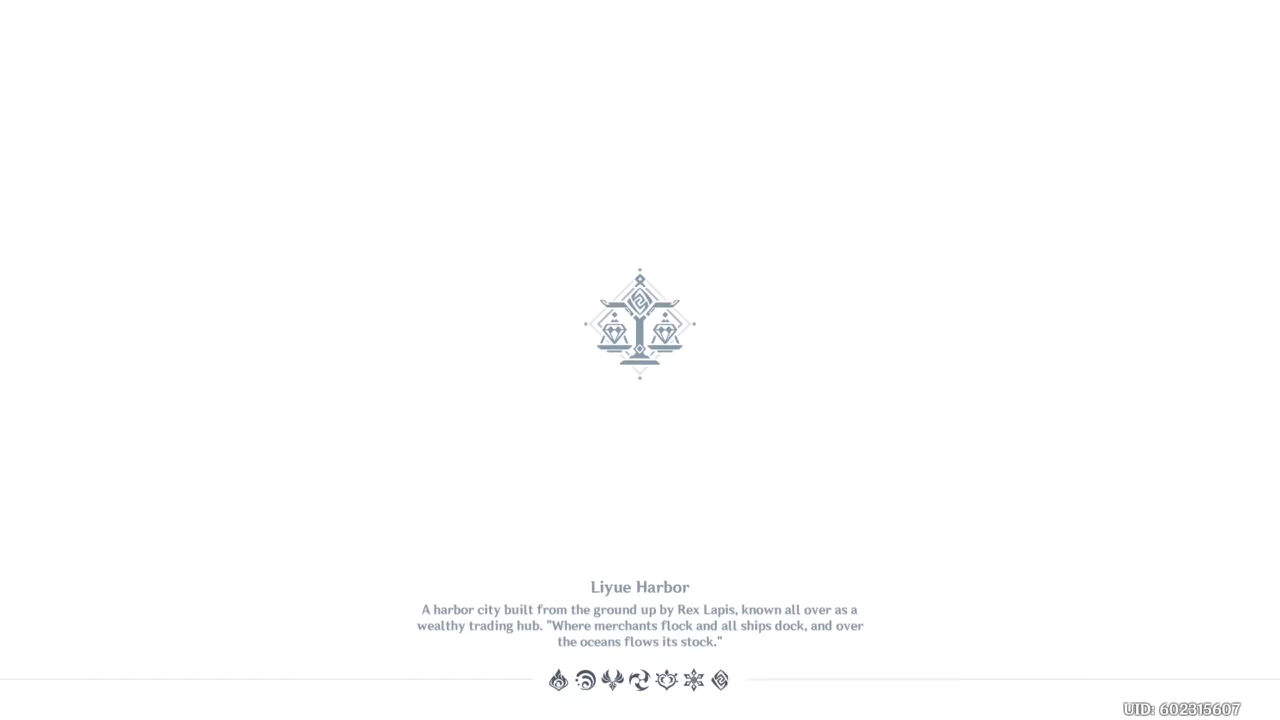 Liyue Harbor
A harbor city built from the ground up by Rex Lapis, known all over as a
wealthy trading hub. "Where merchants flock and all ships dock, and over
the oceans flows its stock."
UID: 602315607